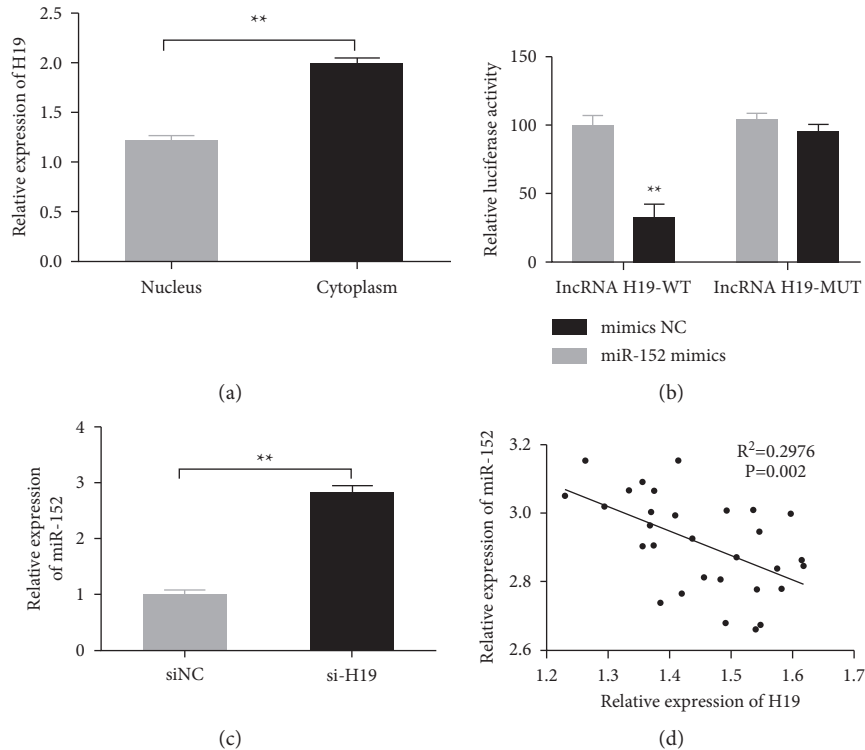 Relative expression of H19
2.5
2.0
1.5
1.0
0.5
0.0
**
Nucleus
Cytoplasm
(a)
Relative luciferase activity
150
100
50
0
**
lncRNA H19-WT
lncRNA H19-MUT
mimics NC
miR-152 mimics
(b)
Relative expression
of miR-152
4
3
2
1
0
**
siNC
si-H19
(c)
Relative expression of miR-152
3.2
3.0
2.8
2.6
R²=0.2976
P=0.002
1.2
1.3
1.4
1.5
1.6
1.7
Relative expression of H19
(d)